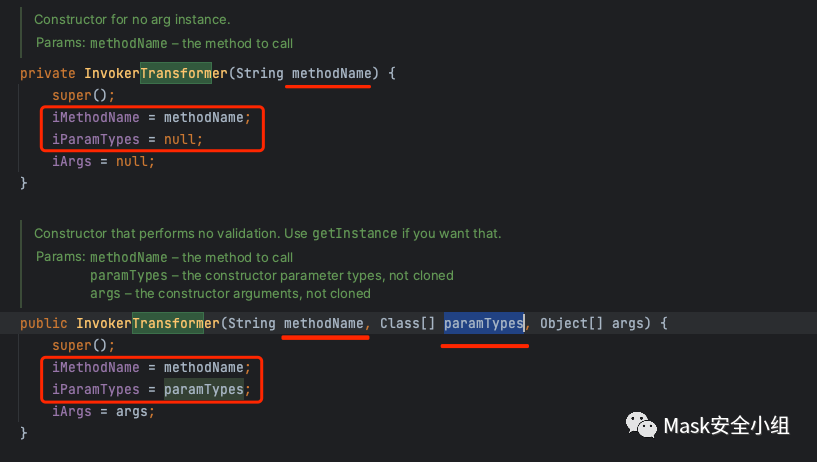 Constructor for no arg instance.
Params: methodName – the method to call
private InvokerTransformer(String methodName) {
super();
iMethodName = methodName;
iParamTypes = null;
iArgs = null;
}
Constructor that performs no validation. Use getInstance if you want that.
Params: methodName – the method to call
paramTypes – the constructor parameter types, not cloned
args – the constructor arguments, not cloned
public InvokerTransformer(String methodName, Class[] paramTypes, Object[] args) {
super();
iMethodName = methodName;
iParamTypes = paramTypes;
iArgs = args;
}
Mask安全小组